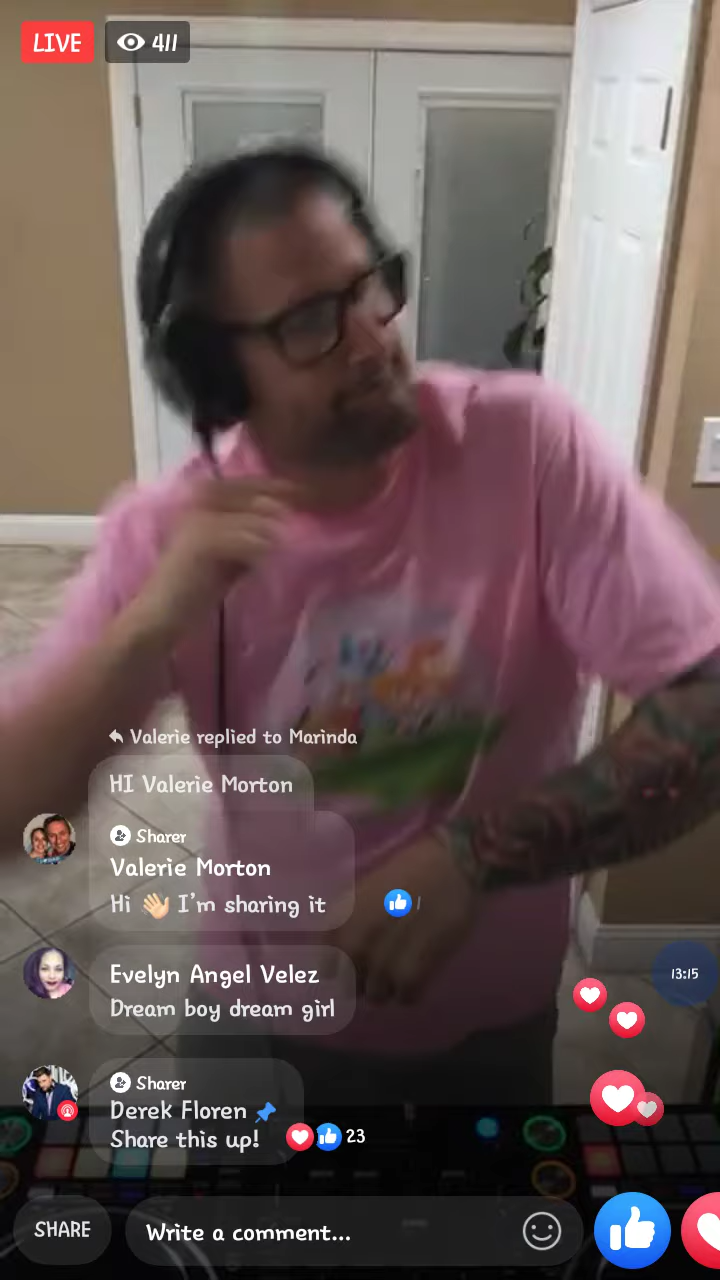 LIVE 411
Valerie replied to Marinda
HI Valerie Morton
Sharer
Valerie Morton
Hi 👋🏻 I'm sharing it
1
Evelyn Angel Velez
13:15
Dream boy dream girl
Sharer
Derek Floren
Share this up! 23
SHARE Write a comment...